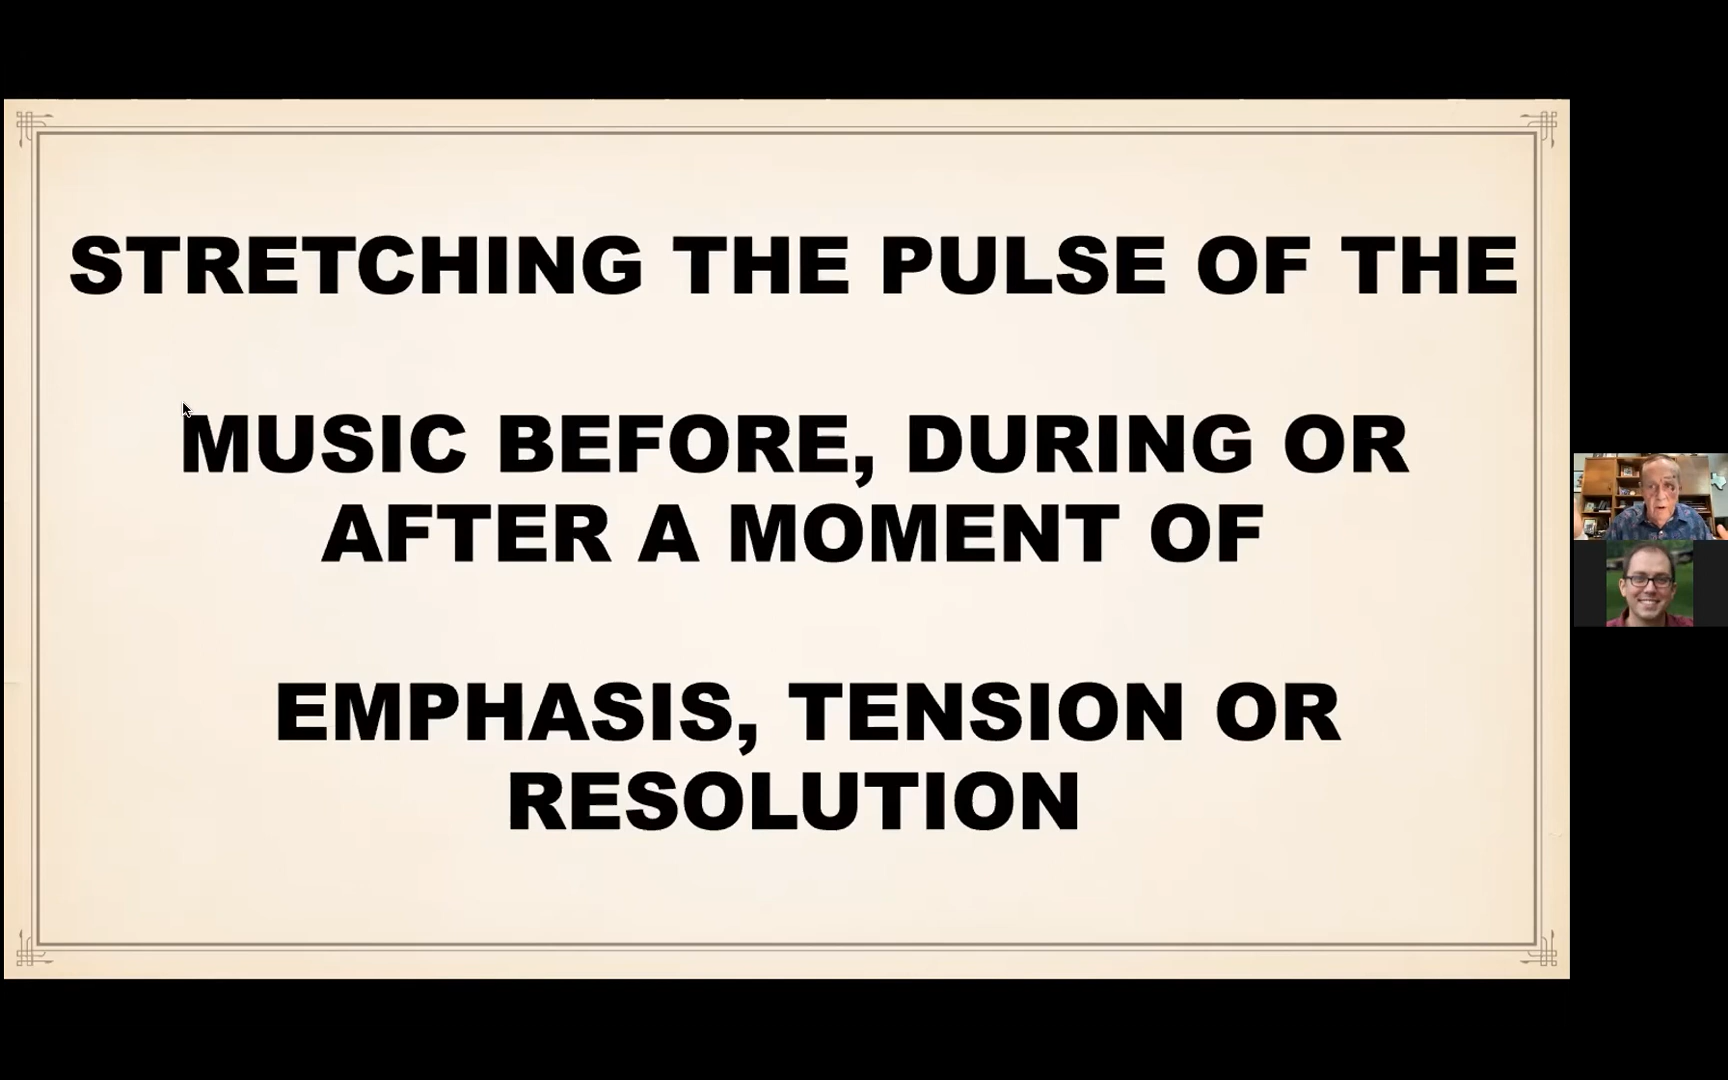 STRETCHING THE PULSE OF THE
MUSIC BEFORE, DURING OR
AFTER A MOMENT OF
EMPHASIS, TENSION OR
RESOLUTION